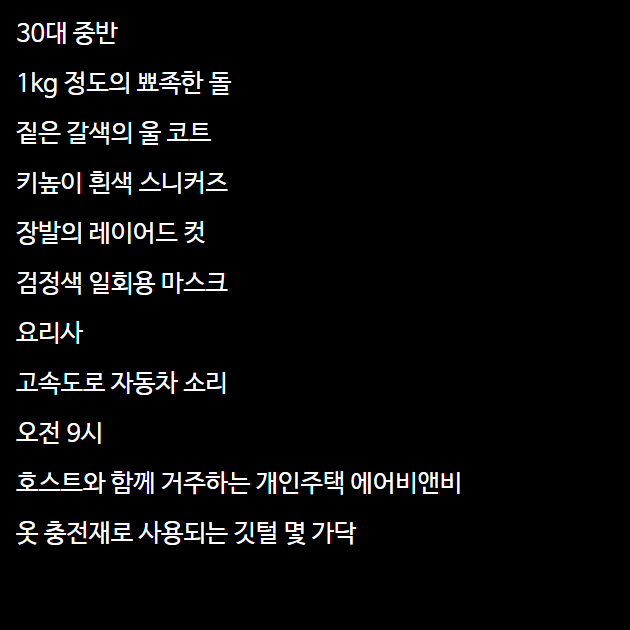 30대 중반
1kg 정도의 뾰족한 돌
짙은 갈색의 울 코트
키높이 흰색 스니커즈
장발의 레이어드 컷
검정색 일회용 마스크
요리사
고속도로 자동차 소리
오전 9시
호스트와 함께 거주하는 개인주택 에어비앤비
옷 충전재로 사용되는 깃털 몇 가닥